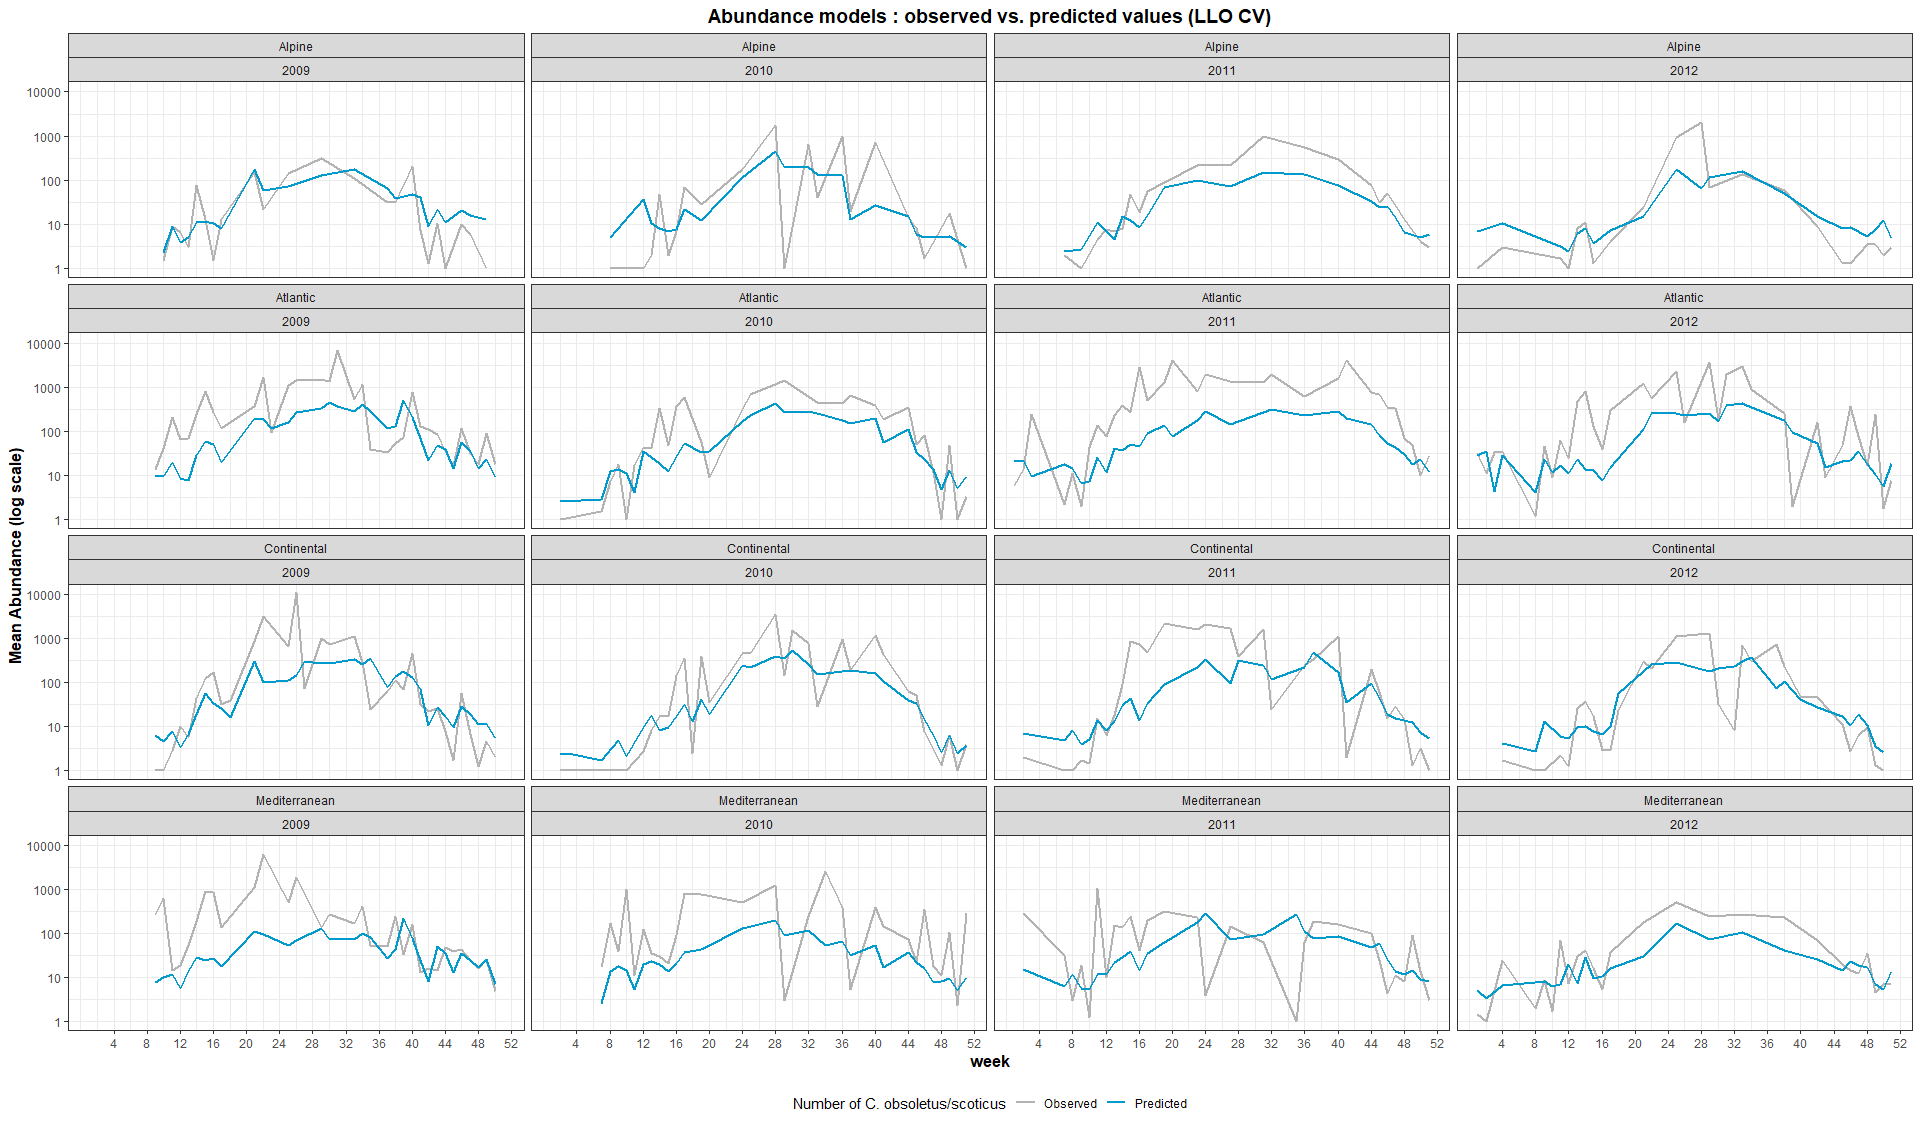 Abundance models : observed vs. predicted values (LLO CV)
Alpine Alpine Alpine Alpine
2009 2010 2011 2012
10000
1000
100
10
1
Atlantic Atlantic Atlantic Atlantic
2009 2010 2011 2012
10000
1000
100
10
1
Continental Continental Continental Continental
2009 2010 2011 2012
10000
1000
100
10
1
Mediterranean Mediterranean Mediterranean Mediterranean
2009 2010 2011 2012
10000
1000
100
10
1
Mean Abundance (log scale)
4 8 12 16 20 24 28 32 36 40 44 48 52 4 8 12 16 20 24 28 32 36 40 44 48 52 4 8 12 16 20 24 28 32 36 40 44 48 52 4 8 12 16 20 24 28 32 36 40 44 48 52
week
Number of C. obsoletus/scoticus Observed Predicted